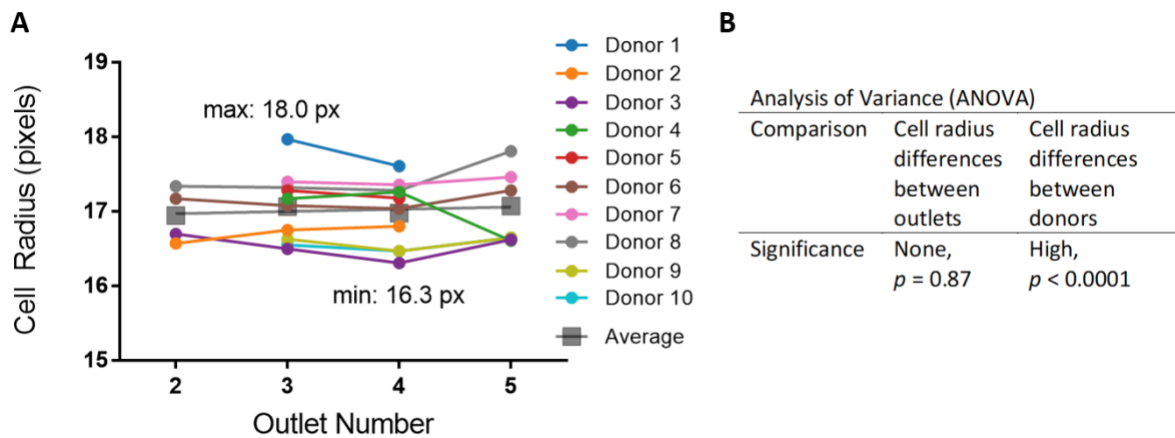 A
Cell Radius (pixels)
19
18
17
16
15
max: 18.0 px
min: 16.3 px
2 3 4 5
Outlet Number
Donor 1
Donor 2
Donor 3
Donor 4
Donor 5
Donor 6
Donor 7
Donor 8
Donor 9
Donor 10
Average
B
Analysis of Variance (ANOVA)
Comparison Cell radius Cell radius
differences differences
between between
outlets donors
Significance None, High,
p = 0.87 p < 0.0001